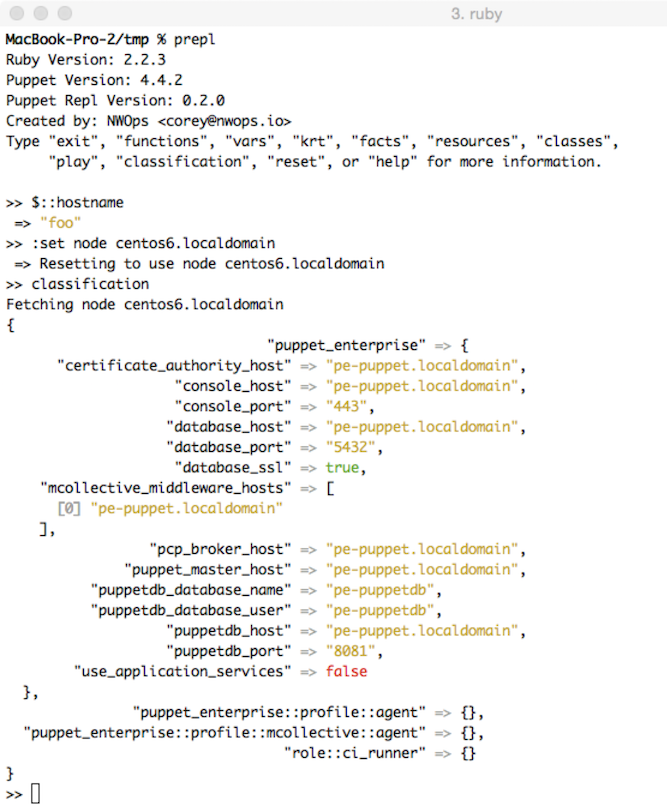 3. ruby
MacBook-Pro-2/tmp % prepl
Ruby Version: 2.2.3
Puppet Version: 4.4.2
Puppet Repl Version: 0.2.0
Created by: NWOps <corey@nwops.io>
Type "exit", "functions", "vars", "krt", "facts", "resources", "classes",
     "play", "classification", "reset", or "help" for more information.

>> $::hostname
 => "foo"
>> :set node centos6.localdomain
 => Resetting to use node centos6.localdomain
>> classification
Fetching node centos6.localdomain
{
                               "puppet_enterprise" => {
      "certificate_authority_host" => "pe-puppet.localdomain",
                    "console_host" => "pe-puppet.localdomain",
                    "console_port" => "443",
                   "database_host" => "pe-puppet.localdomain",
                   "database_port" => "5432",
                    "database_ssl" => true,
    "mcollective_middleware_hosts" => [
      [0] "pe-puppet.localdomain"
    ],
                 "pcp_broker_host" => "pe-puppet.localdomain",
              "puppet_master_host" => "pe-puppet.localdomain",
          "puppetdb_database_name" => "pe-puppetdb",
          "puppetdb_database_user" => "pe-puppetdb",
                   "puppetdb_host" => "pe-puppet.localdomain",
                   "puppetdb_port" => "8081",
        "use_application_services" => false
  },
               "puppet_enterprise::profile::agent" => {},
  "puppet_enterprise::profile::mcollective::agent" => {},
                                 "role::ci_runner" => {}
}
>>